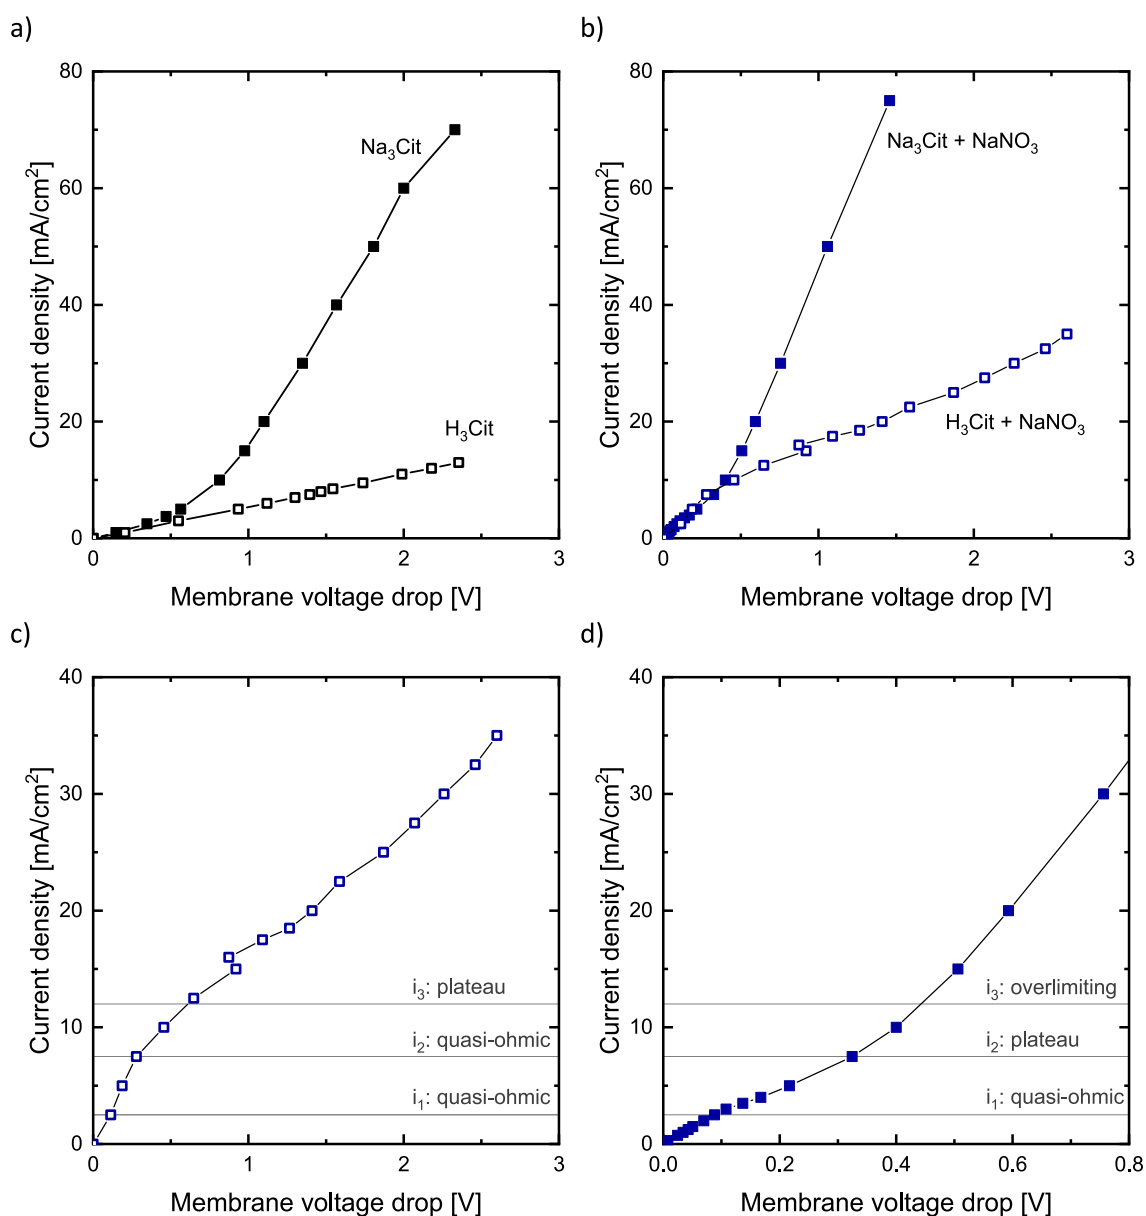 a)
80
60
40
20
0
Current density [mA/cm²]
Na₃Cit
H₃Cit
0 1 2 3
Membrane voltage drop [V]
b)
80
60
40
20
0
Current density [mA/cm²]
Na₃Cit + NaNO₃
H₃Cit + NaNO₃
0 1 2 3
Membrane voltage drop [V]
c)
40
30
20
10
0
Current density [mA/cm²]
i₃: plateau
i₂: quasi-ohmic
i₁: quasi-ohmic
0 1 2 3
Membrane voltage drop [V]
d)
40
30
20
10
0
Current density [mA/cm²]
i₃: overlimiting
i₂: plateau
i₁: quasi-ohmic
0.0 0.2 0.4 0.6 0.8
Membrane voltage drop [V]